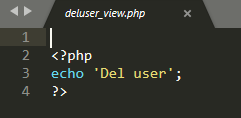 deluser_view.php ×
1
2 <?php
3 echo 'Del user';
4 ?>